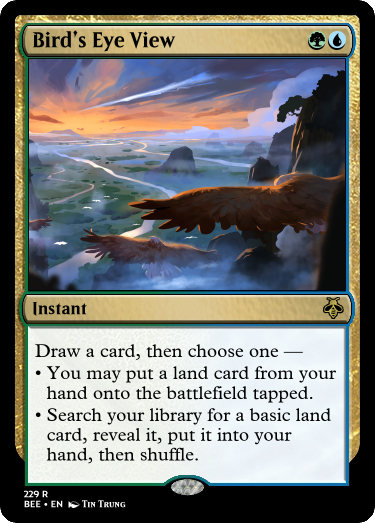 Bird's Eye View
Instant
Draw a card, then choose one —
• You may put a land card from your
hand onto the battlefield tapped.
• Search your library for a basic land
card, reveal it, put it into your
hand, then shuffle.
229 R
BEE • EN Tin Trung